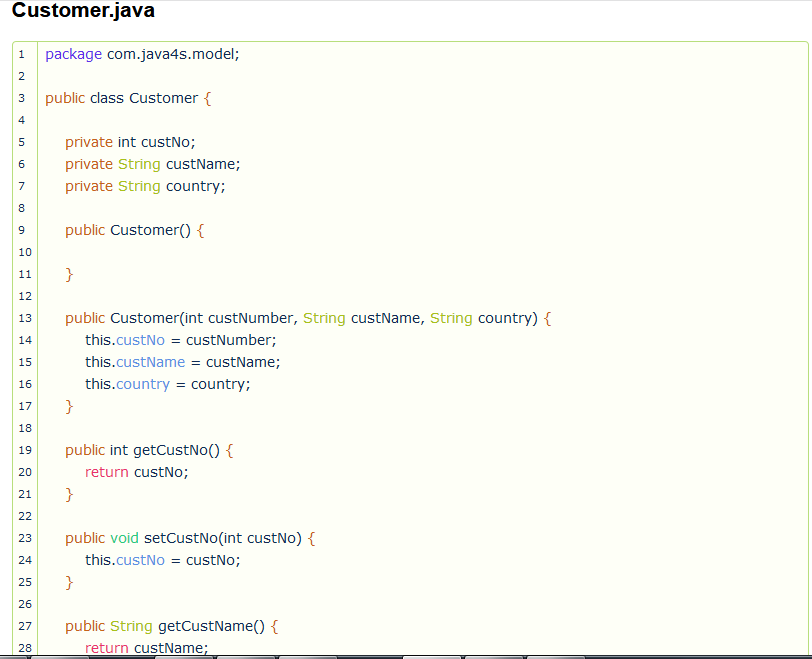 Customer.java
1 package com.java4s.model;
2
3 public class Customer {
4
5 private int custNo;
6 private String custName;
7 private String country;
8
9 public Customer() {
10
11 }
12
13 public Customer(int custNumber, String custName, String country) {
14 this.custNo = custNumber;
15 this.custName = custName;
16 this.country = country;
17 }
18
19 public int getCustNo() {
20 return custNo;
21 }
22
23 public void setCustNo(int custNo) {
24 this.custNo = custNo;
25 }
26
27 public String getCustName() {
28 return custName;